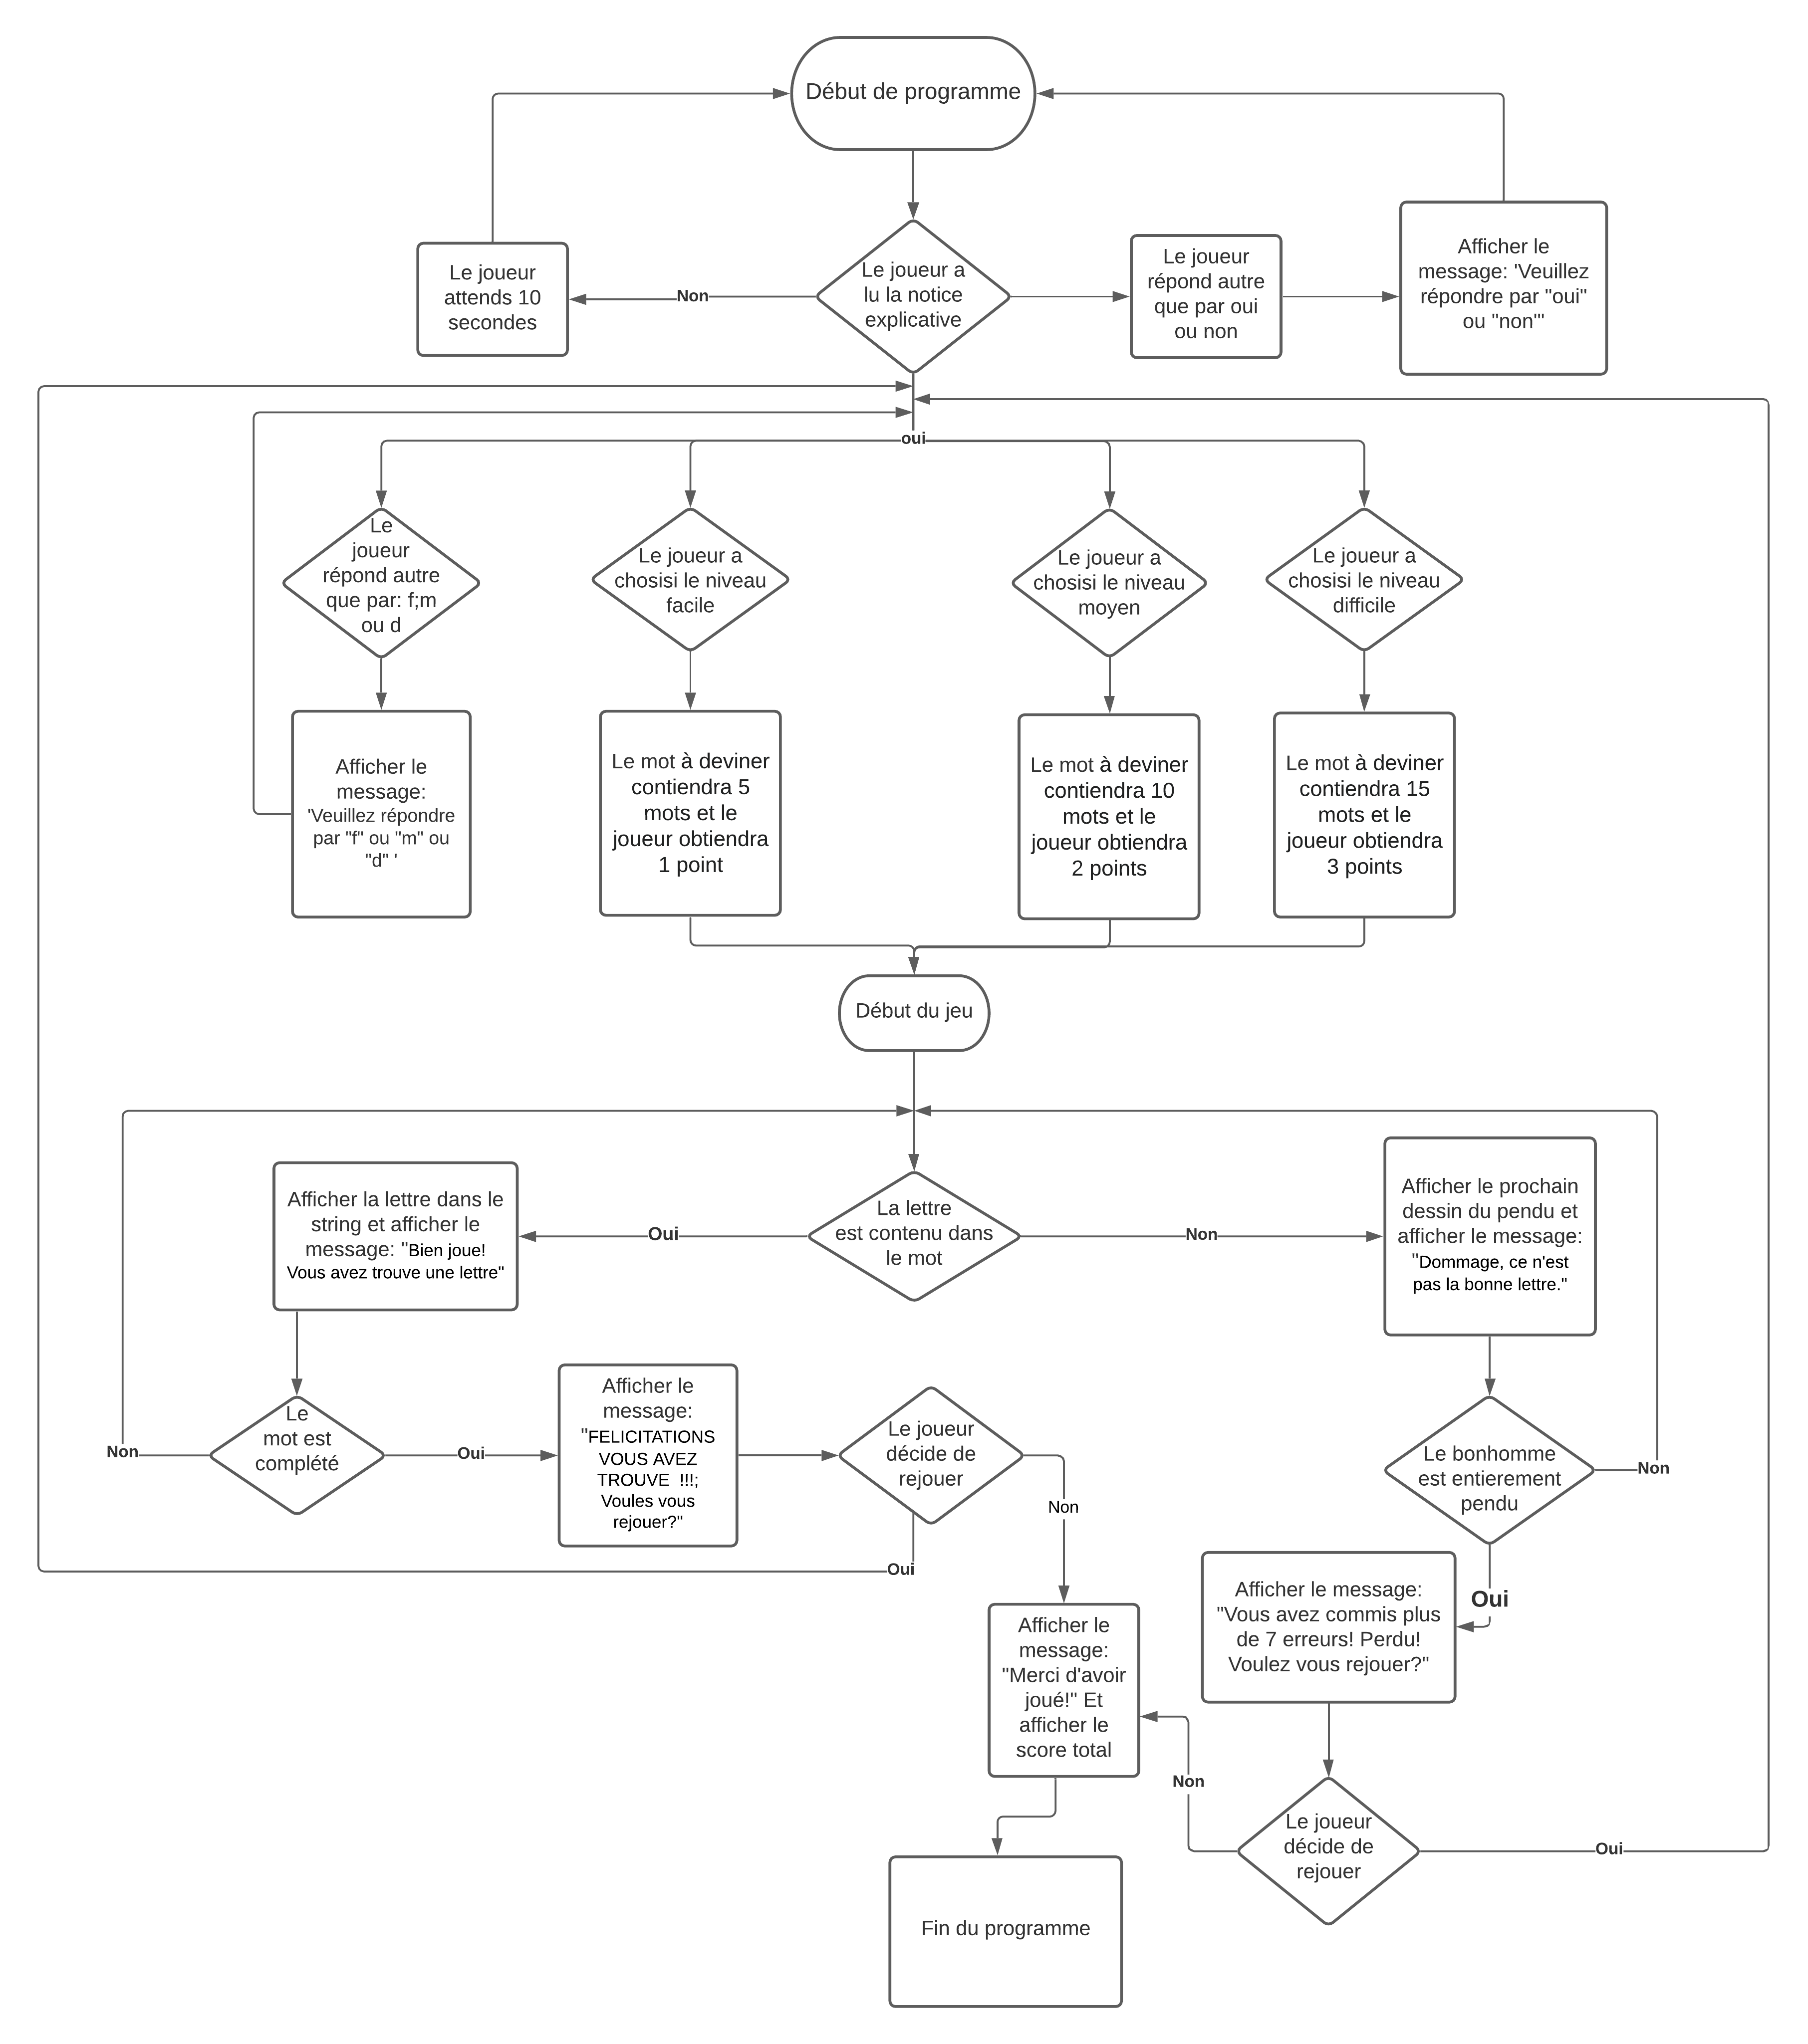 Début de programme
Le joueur
attends 10
secondes
Non
Le joueur a
lu la notice
explicative
Le joueur
répond autre
que par oui
ou non
Afficher le
message: 'Veuillez
répondre par "oui"
ou "non"'
oui
Le
joueur
répond autre
que par: f;m
ou d
Le joueur a
chosisi le niveau
facile
Le joueur a
chosisi le niveau
moyen
Le joueur a
chosisi le niveau
difficile
Afficher le
message:
'Veuillez répondre
par "f" ou "m" ou
"d" '
Le mot à deviner
contiendra 5
mots et le
joueur obtiendra
1 point
Le mot à deviner
contiendra 10
mots et le
joueur obtiendra
2 points
Le mot à deviner
contiendra 15
mots et le
joueur obtiendra
3 points
Début du jeu
Afficher la lettre dans le
string et afficher le
message: "Bien joue!
Vous avez trouve une lettre"
Oui
La lettre
est contenu dans
le mot
Non
Afficher le prochain
dessin du pendu et
afficher le message:
"Dommage, ce n'est
pas la bonne lettre."
Non
Le
mot est
complété
Oui
Afficher le
message:
"FELICITATIONS
VOUS AVEZ
TROUVE !!!;
Voules vous
rejouer?"
Le joueur
décide de
rejouer
Non
Oui
Le bonhomme
est entierement
pendu
Non
Oui
Afficher le message:
"Vous avez commis plus
de 7 erreurs! Perdu!
Voulez vous rejouer?"
Afficher le
message:
"Merci d'avoir
joué!" Et
afficher le
score total
Non
Le joueur
décide de
rejouer
Oui
Fin du programme